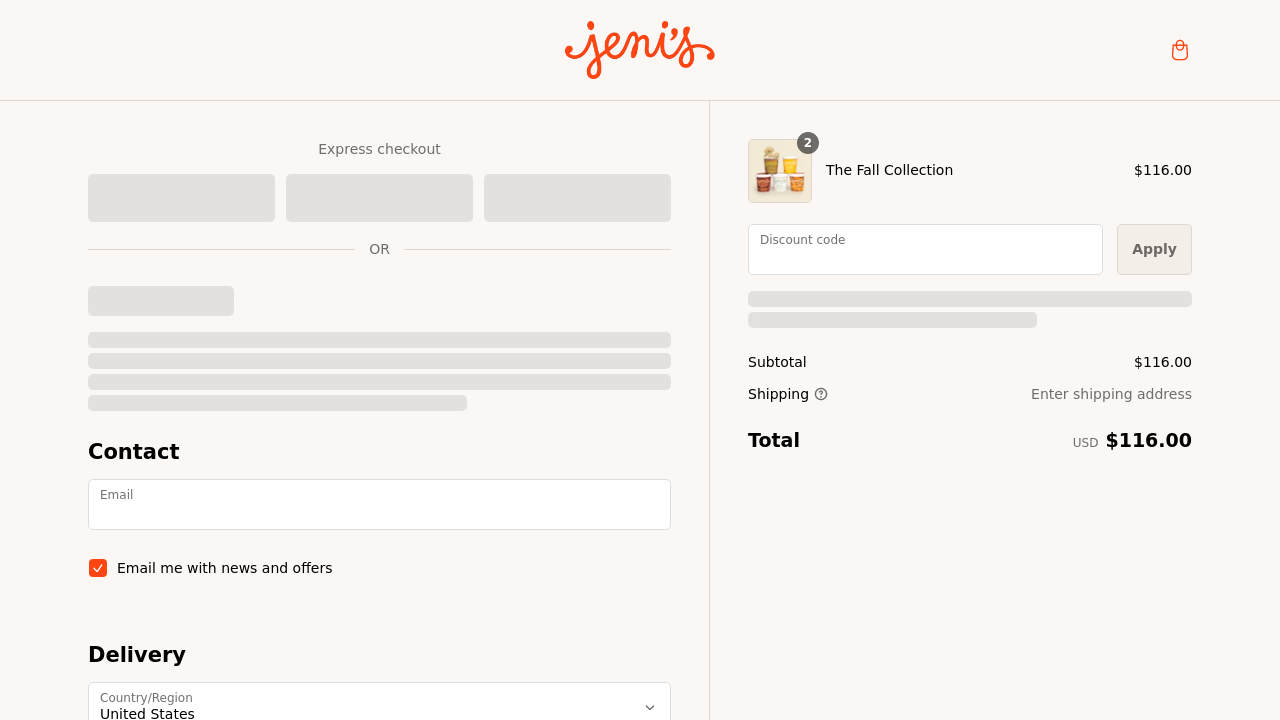 jeni's
Express checkout
OR
Contact
Email
Email me with news and offers
Delivery
Country/Region
United States
2
The Fall Collection
$116.00
Discount code
Apply
Subtotal
$116.00
Shipping
Enter shipping address
Total
USD $116.00